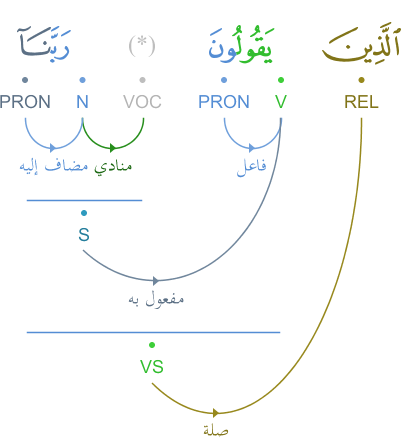 ٱلَّذِينَ يَقُولُونَ (*) رَبَّنَآ
REL V PRON VOC N PRON
فاعل منادي مضاف إليه
S
مفعول به
VS
صلة